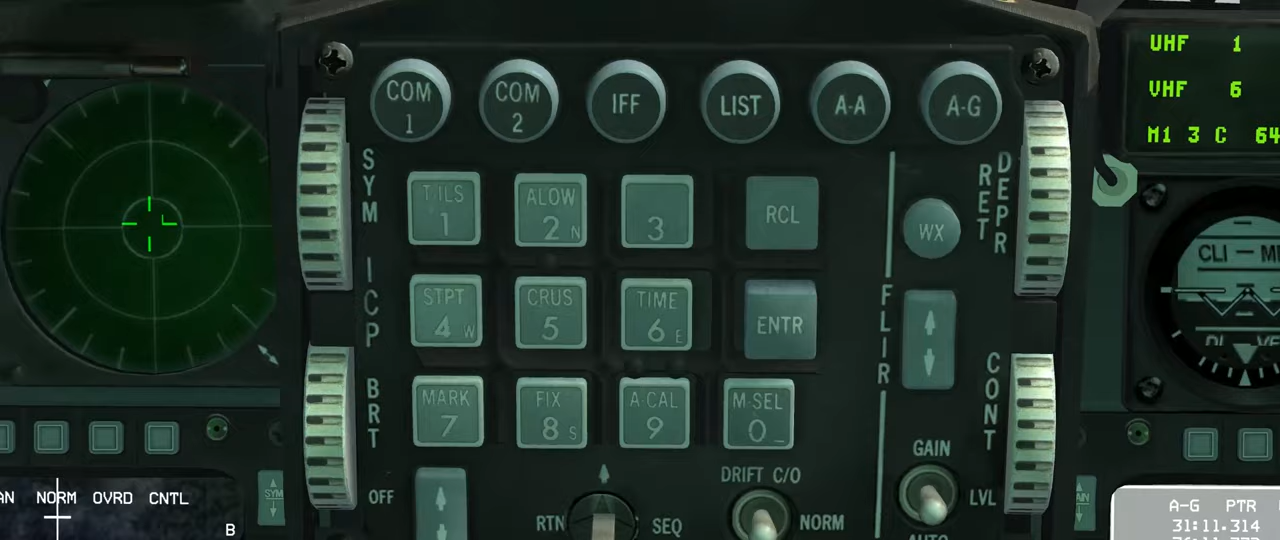 COM 1
COM 2
IFF
LIST
A-A
A-G
UHF 1
VHF 6
M1 3 C 64
SYM
ICP
BRT
T-ILS 1
ALOW 2 N
3
RCL
WX
RET
DEPR
STPT 4 W
CRUS 5
TIME 6 E
ENTR
FLIR
CONT
MARK 7
FIX 8 S
A-CAL 9
M-SEL 0 _
GAIN
LVL
AUTO
OFF
RTN
SEQ
DRIFT C/O
NORM
SYM
NORM OVRD CNTL
B
A-G PTR
31:11.314